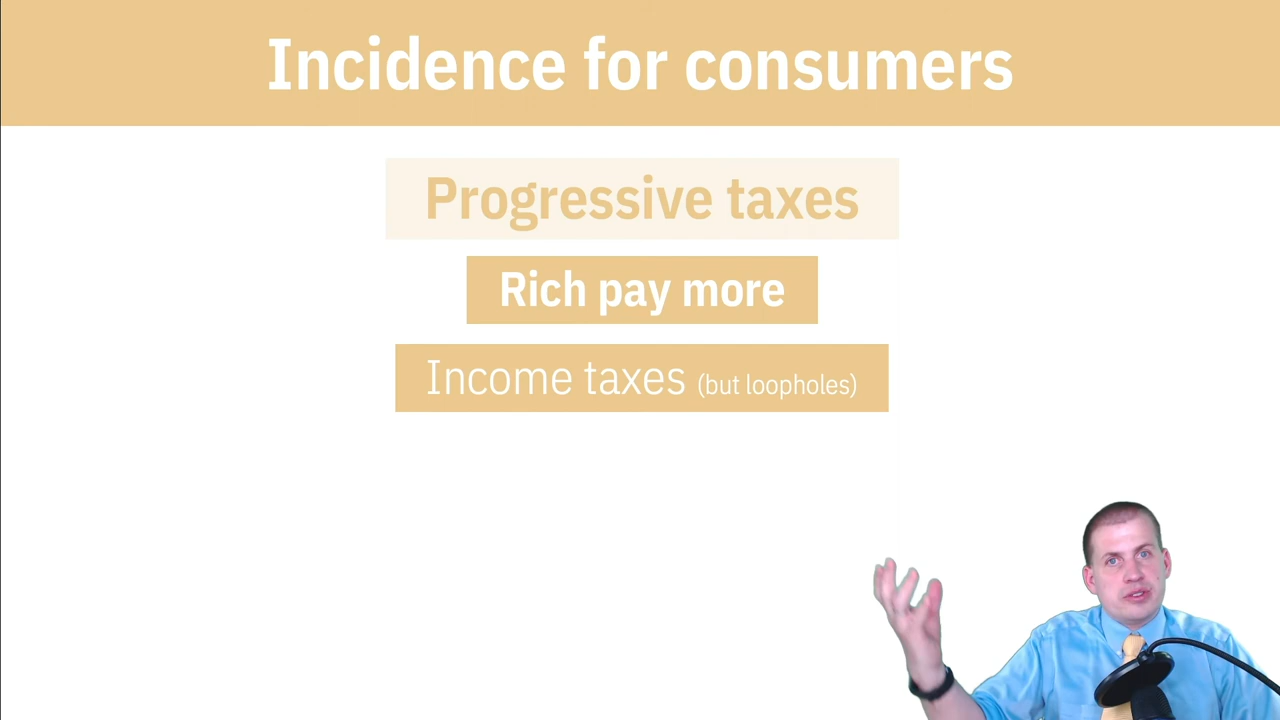 Incidence for consumers
Progressive taxes
Rich pay more
Income taxes (but loopholes)